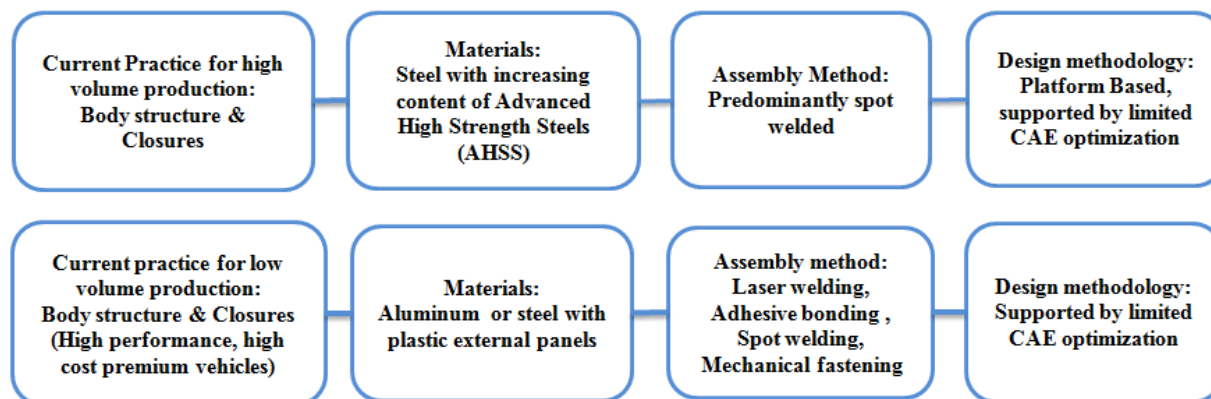 Current Practice for high
volume production:
Body structure &
Closures
Materials:
Steel with increasing
content of Advanced
High Strength Steels
(AHSS)
Assembly Method:
Predominantly spot
welded
Design methodology:
Platform Based,
supported by limited
CAE optimization
Current practice for low
volume production:
Body structure & Closures
(High performance, high
cost premium vehicles)
Materials:
Aluminum or steel with
plastic external panels
Assembly method:
Laser welding,
Adhesive bonding ,
Spot welding,
Mechanical fastening
Design methodology:
Supported by limited
CAE optimization